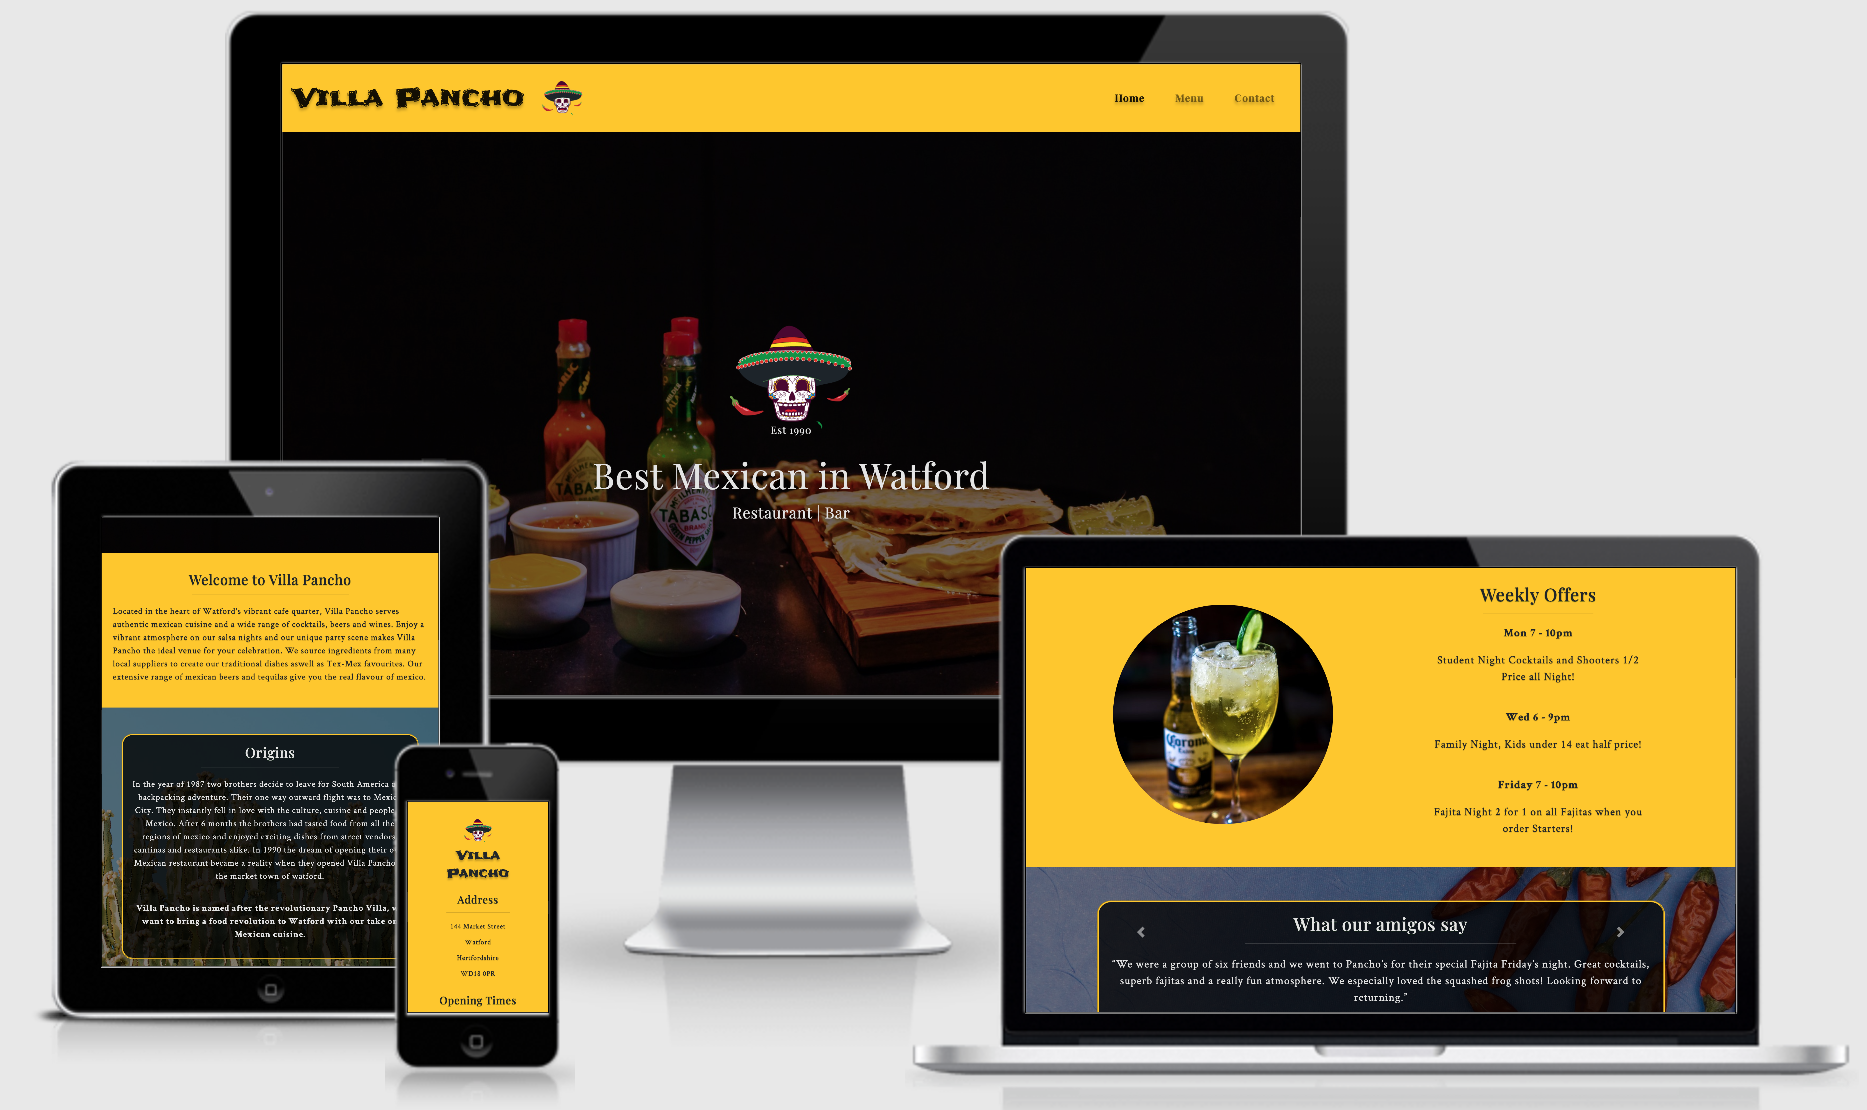 Villa Pancho
Home Menu Contact
Est 1990
Best Mexican in Watford
Restaurant | Bar
GARLIC
TABASCO
BRAND
Welcome to Villa Pancho
Located in the heart of Watford's vibrant cafe quarter, Villa Pancho serves
authentic mexican cuisine and a wide range of cocktails, beers and wines. Enjoy a
vibrant atmosphere on our salsa nights and our unique party scene makes Villa
Pancho the ideal venue for your celebration. We source ingredients from many
local suppliers to create our traditional dishes aswell as Tex-Mex favourites. Our
extensive range of mexican beers and tequilas give you the real flavour of mexico.
Origins
In the year of 1987 two brothers decide to leave for South America
backpacking adventure. Their one way outward flight was to
City. They instantly fell in love with the culture, cuisine and people
Mexico. After 6 months the brothers had tasted food from all the
regions of mexico and enjoyed exciting dishes from street vendors
cantinas and restaurants alike. In 1990 the dream of opening their
Mexican restaurant became a reality when they opened Villa Pancho
the market town of watford.
Villa Pancho is named after the revolutionary Pancho Villa,
want to bring a food revolution to Watford with our take
Mexican cuisine.
Villa
Pancho
Address
144 Market Street
Watford
Hertfordshire
WD18 0PR
Opening Times
Weekly Offers
Mon 7 - 10pm
Student Night Cocktails and Shooters 1/2
Price all Night!
Wed 6 - 9pm
Family Night, Kids under 14 eat half price!
Friday 7 - 10pm
Fajita Night 2 for 1 on all Fajitas when you
order Starters!
Corona
Extra
What our amigos say
"We were a group of six friends and we went to Pancho's for their special Fajita Friday's night. Great cocktails,
superb fajitas and a really fun atmosphere. We especially loved the squashed frog shots! Looking forward to
returning."